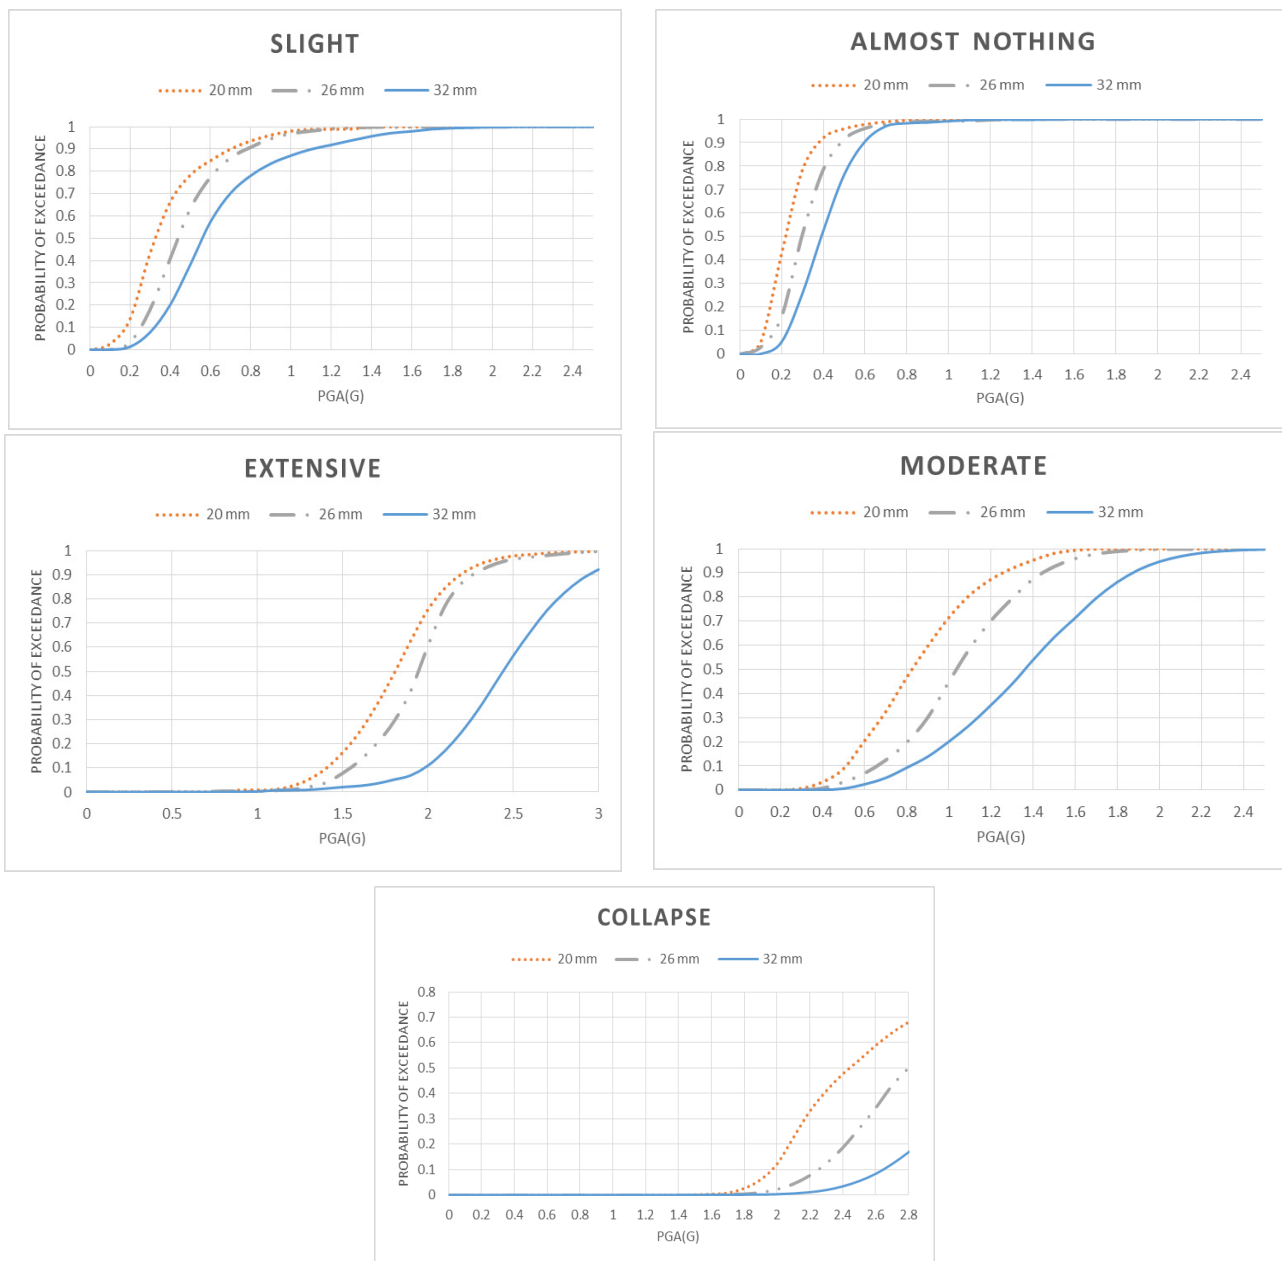 SLIGHT
20 mm 26 mm 32 mm
PROBABILITY OF EXCEEDANCE
1
0.9
0.8
0.7
0.6
0.5
0.4
0.3
0.2
0.1
0
0 0.2 0.4 0.6 0.8 1 1.2 1.4 1.6 1.8 2 2.2 2.4
PGA(G)
ALMOST NOTHING
20 mm 26 mm 32 mm
PROBABILITY OF EXCEEDANCE
1
0.9
0.8
0.7
0.6
0.5
0.4
0.3
0.2
0.1
0
0 0.2 0.4 0.6 0.8 1 1.2 1.4 1.6 1.8 2 2.2 2.4
PGA(G)
EXTENSIVE
20 mm 26 mm 32 mm
PROBABILITY OF EXCEEDANCE
1
0.9
0.8
0.7
0.6
0.5
0.4
0.3
0.2
0.1
0
0 0.5 1 1.5 2 2.5 3
PGA(G)
MODERATE
20 mm 26 mm 32 mm
PROBABILITY OF EXCEEDANCE
1
0.9
0.8
0.7
0.6
0.5
0.4
0.3
0.2
0.1
0
0 0.2 0.4 0.6 0.8 1 1.2 1.4 1.6 1.8 2 2.2 2.4
PGA(G)
COLLAPSE
20 mm 26 mm 32 mm
PROBABILITY OF EXCEEDANCE
0.8
0.7
0.6
0.5
0.4
0.3
0.2
0.1
0
0 0.2 0.4 0.6 0.8 1 1.2 1.4 1.6 1.8 2 2.2 2.4 2.6 2.8
PGA(G)